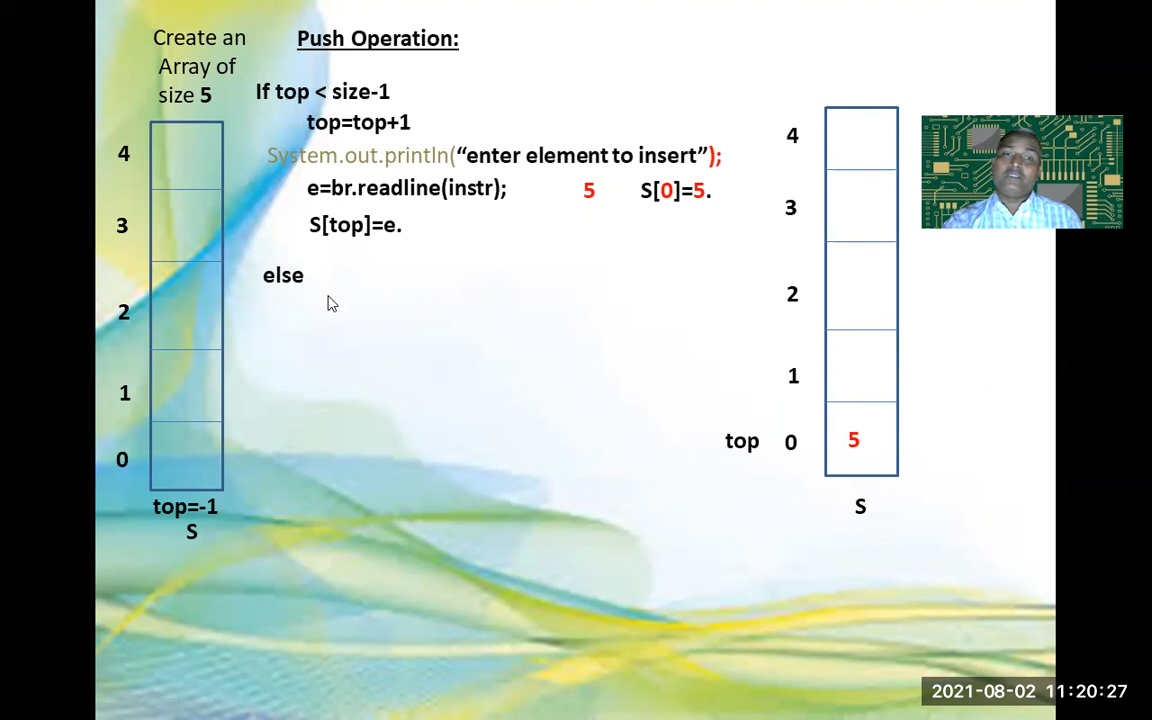 Create an
Array of
size 5
Push Operation:
If top < size-1
top=top+1
System.out.println(“enter element to insert”);
e=br.readline(instr);
5
S[0]=5.
S[top]=e.
else
4
3
2
1
0
top=-1
S
4
3
2
1
top
0
5
S
2021-08-02 11:20:27